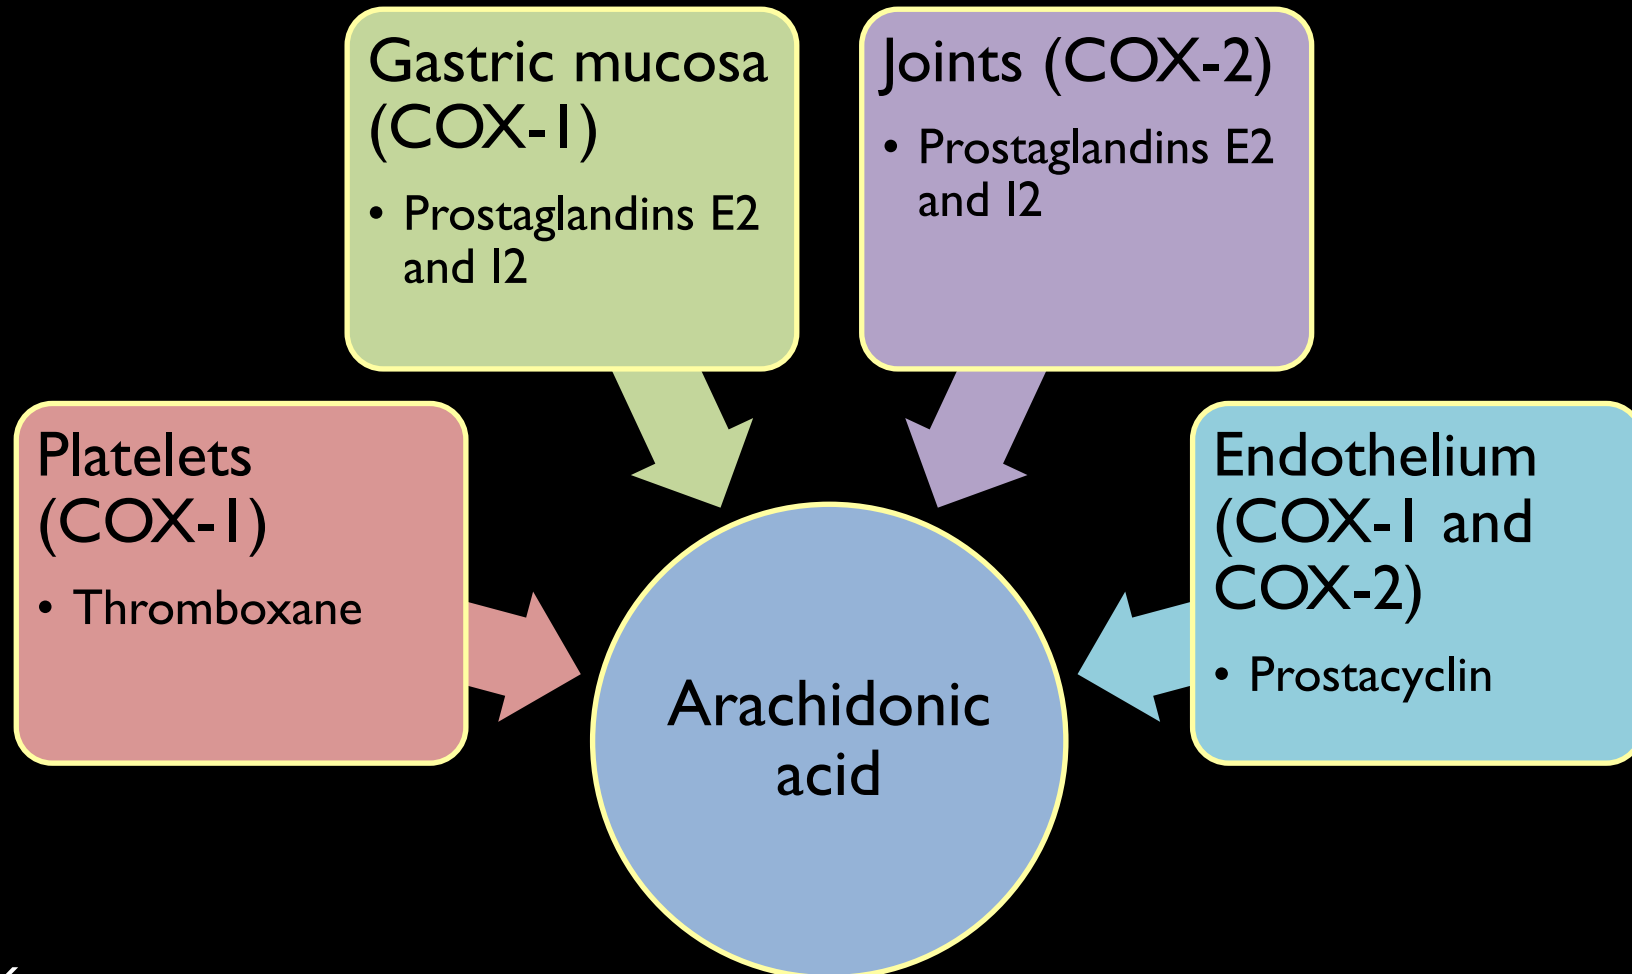 Gastric mucosa
(COX-1)
• Prostaglandins E2
and I2
Joints (COX-2)
• Prostaglandins E2
and I2
Platelets
(COX-1)
• Thromboxane
Endothelium
(COX-1 and
COX-2)
• Prostacyclin
Arachidonic
acid